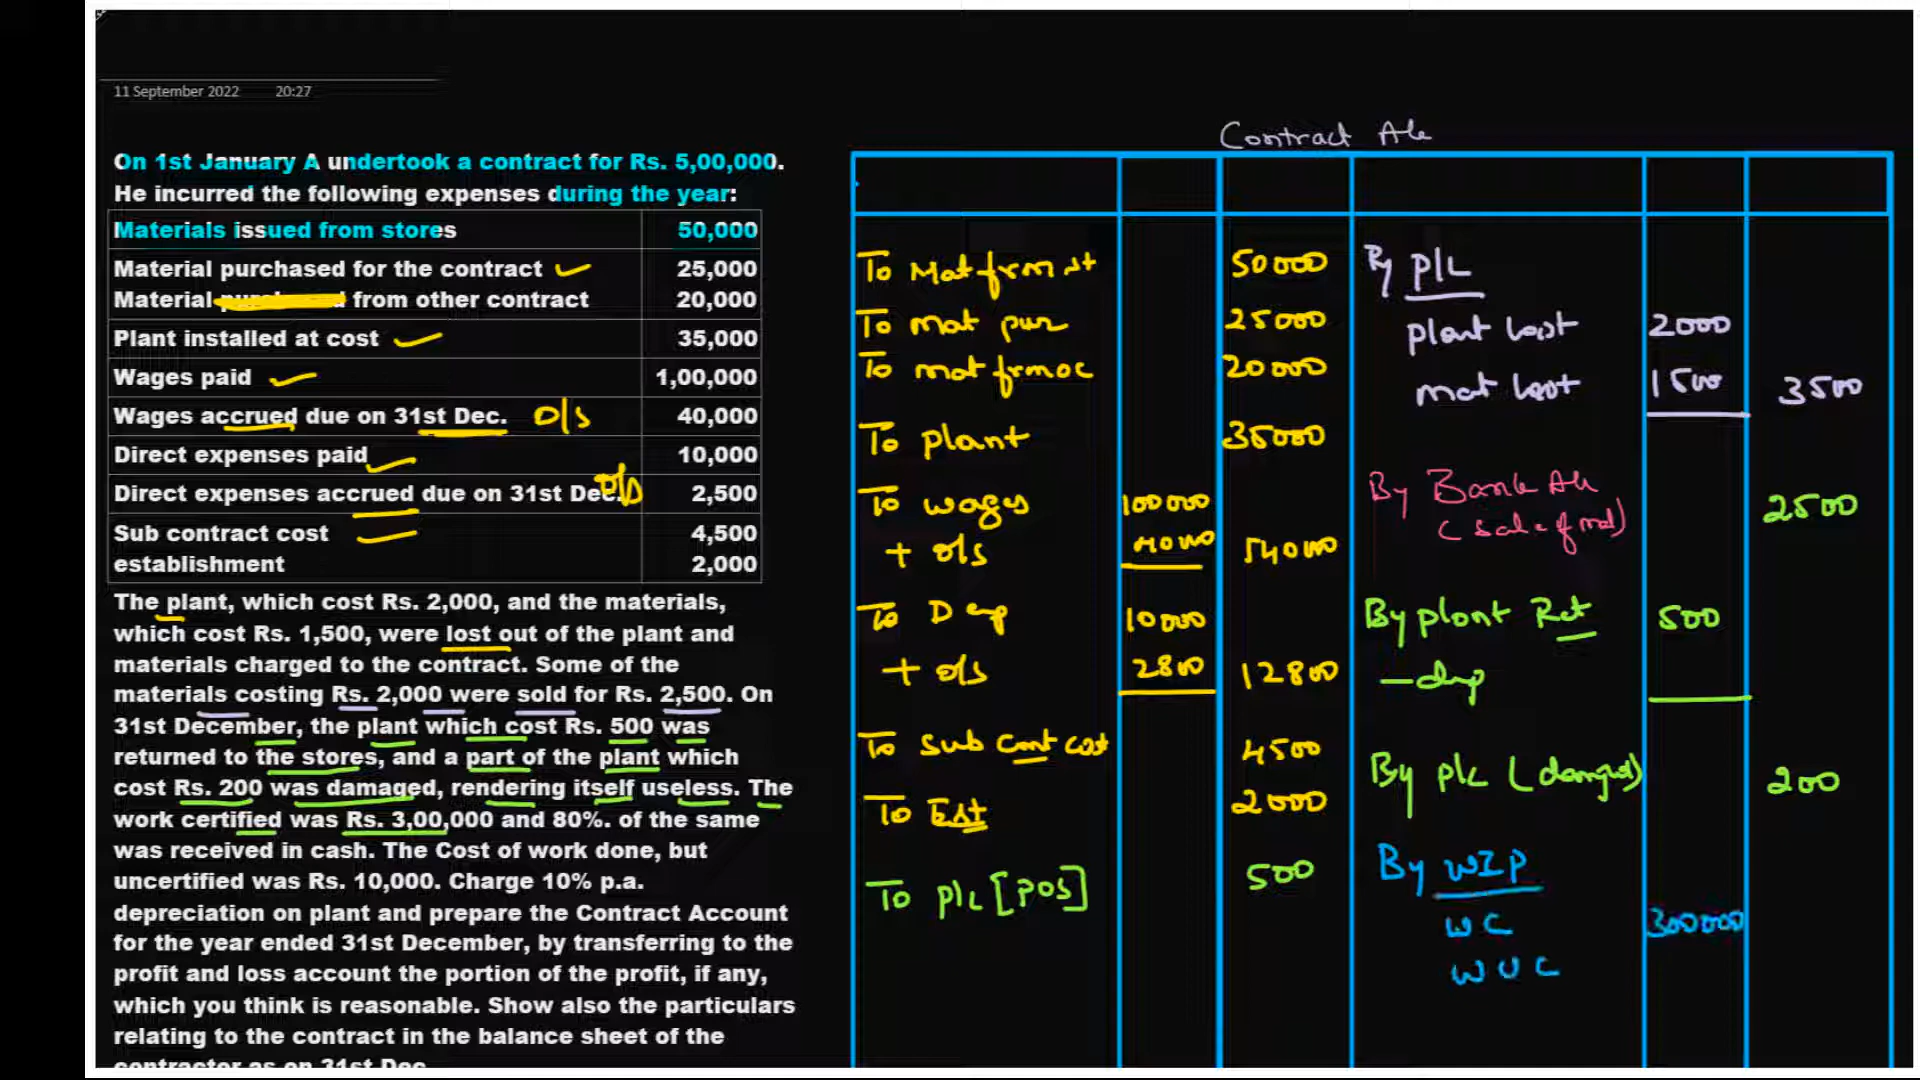 11 September 2022 20:27
On 1st January A undertook a contract for Rs. 5,00,000.
He incurred the following expenses during the year:
Materials issued from stores 50,000
Material purchased for the contract 25,000
Material from other contract 20,000
Plant installed at cost 35,000
Wages paid 1,00,000
Wages accrued due on 31st Dec. O/s 40,000
Direct expenses paid 10,000
Direct expenses accrued due on 31st Dec. 2,500
Sub contract cost 4,500
establishment 2,000
The plant, which cost Rs. 2,000, and the materials,
which cost Rs. 1,500, were lost out of the plant and
materials charged to the contract. Some of the
materials costing Rs. 2,000 were sold for Rs. 2,500. On
31st December, the plant which cost Rs. 500 was
returned to the stores, and a part of the plant which
cost Rs. 200 was damaged, rendering itself useless. The
work certified was Rs. 3,00,000 and 80%. of the same
was received in cash. The Cost of work done, but
uncertified was Rs. 10,000. Charge 10% p.a.
depreciation on plant and prepare the Contract Account
for the year ended 31st December, by transferring to the
profit and loss account the portion of the profit, if any,
which you think is reasonable. Show also the particulars
relating to the contract in the balance sheet of the
contractor as on 31st Dec.
Contract A/c
To Mat frm st 50000
To mat pur 25000
To mat frm oc 20000
To plant 35000
To wages 100000
+ o/s 54000
To D exp 10000
+ o/s 2800 12800
To Sub Cont cost 4500
To Est 2000
To P/L [POS] 500
By P/L
plant lost 2000
mat lost 1500 3500
By Bank A/c 2500
(sale of mat)
By plant Ret 500
- dep
By P/L (damged) 200
By WIP
WC 300000
WUC